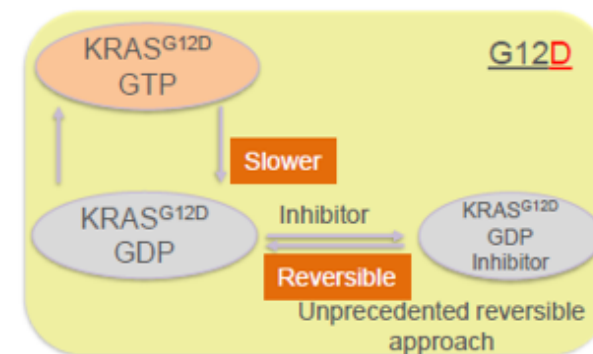 KRASG12D
GTP
G12D
Slower
KRASG12D
GDP
Inhibitor
Reversible
KRASG12D
GDP
Inhibitor
Unprecedented reversible
approach